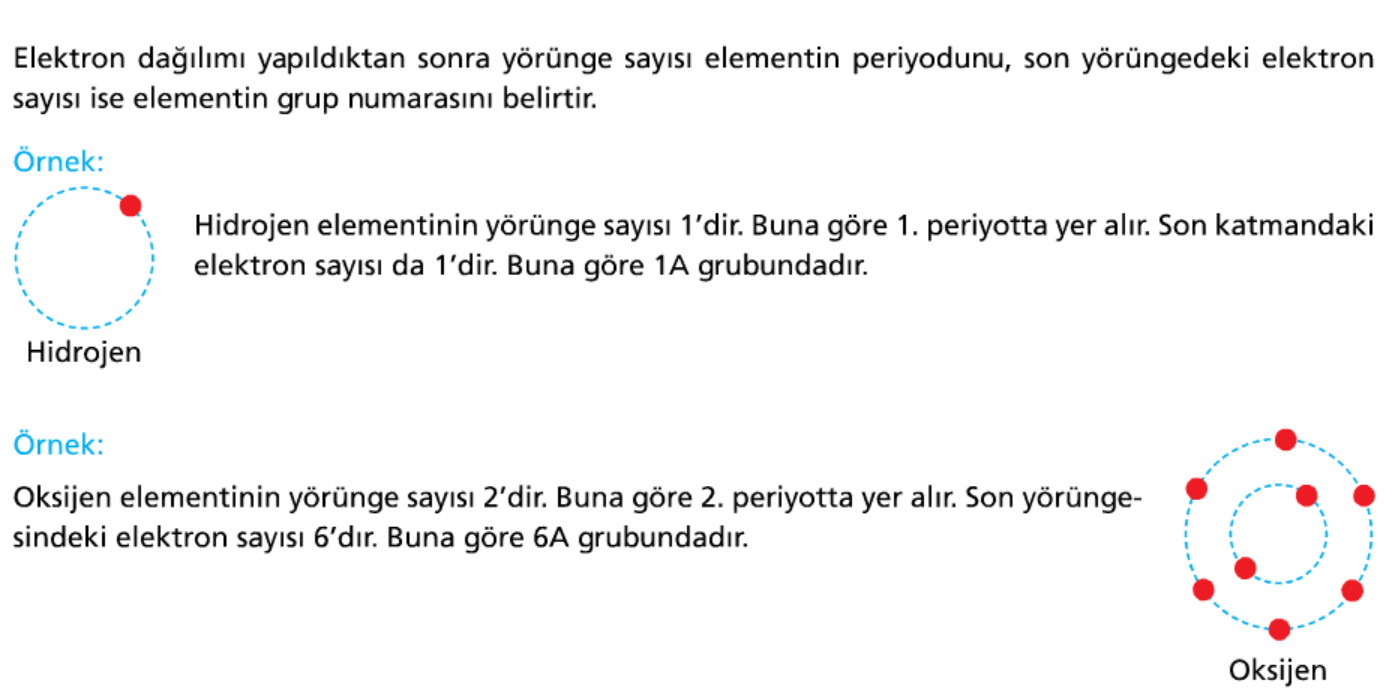 Elektron dağılımı yapıldıktan sonra yörünge sayısı elementin periyodunu, son yörüngedeki elektron
sayısı ise elementin grup numarasını belirtir.
Örnek:
Hidrojen elementinin yörünge sayısı 1’dir. Buna göre 1. periyotta yer alır. Son katmandaki
elektron sayısı da 1’dir. Buna göre 1A grubundadır.
Hidrojen
Örnek:
Oksijen elementinin yörünge sayısı 2’dir. Buna göre 2. periyotta yer alır. Son yörünge-
sindeki elektron sayısı 6’dır. Buna göre 6A grubundadır.
Oksijen